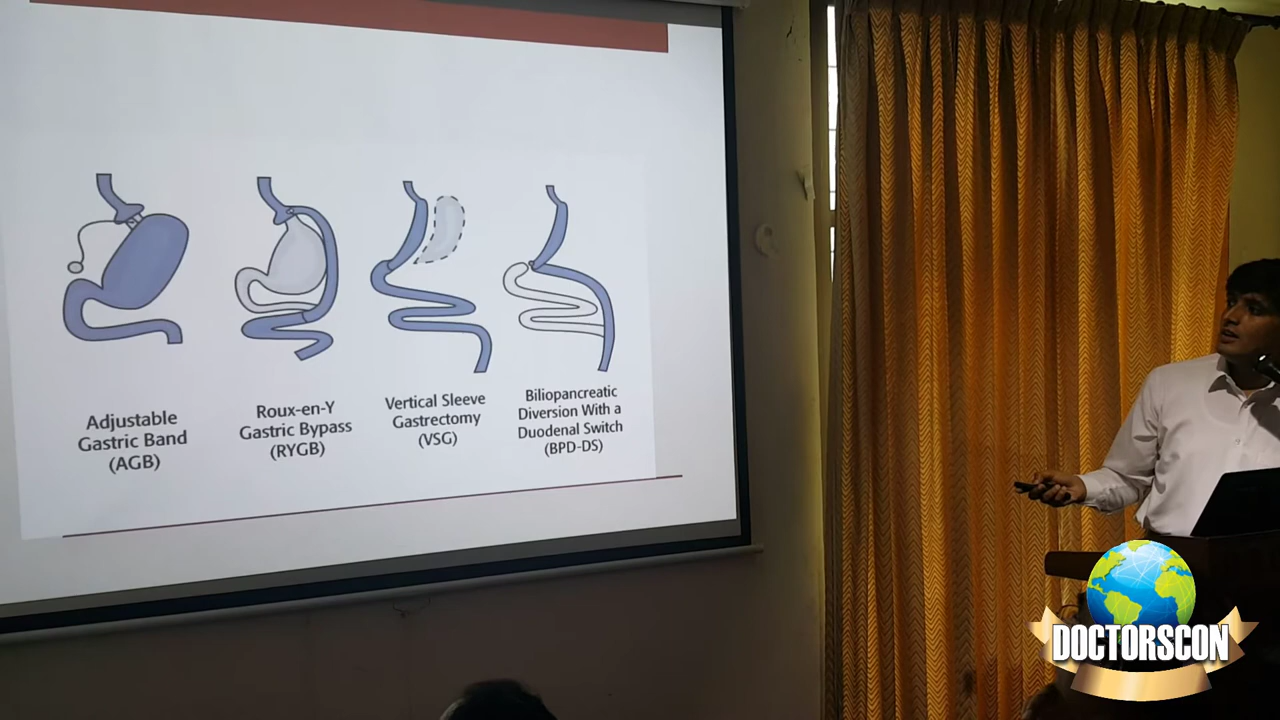 Adjustable
Gastric Band
(AGB)
Roux-en-Y
Gastric Bypass
(RYGB)
Vertical Sleeve
Gastrectomy
(VSG)
Biliopancreatic
Diversion With a
Duodenal Switch
(BPD-DS)
DOCTORSCON